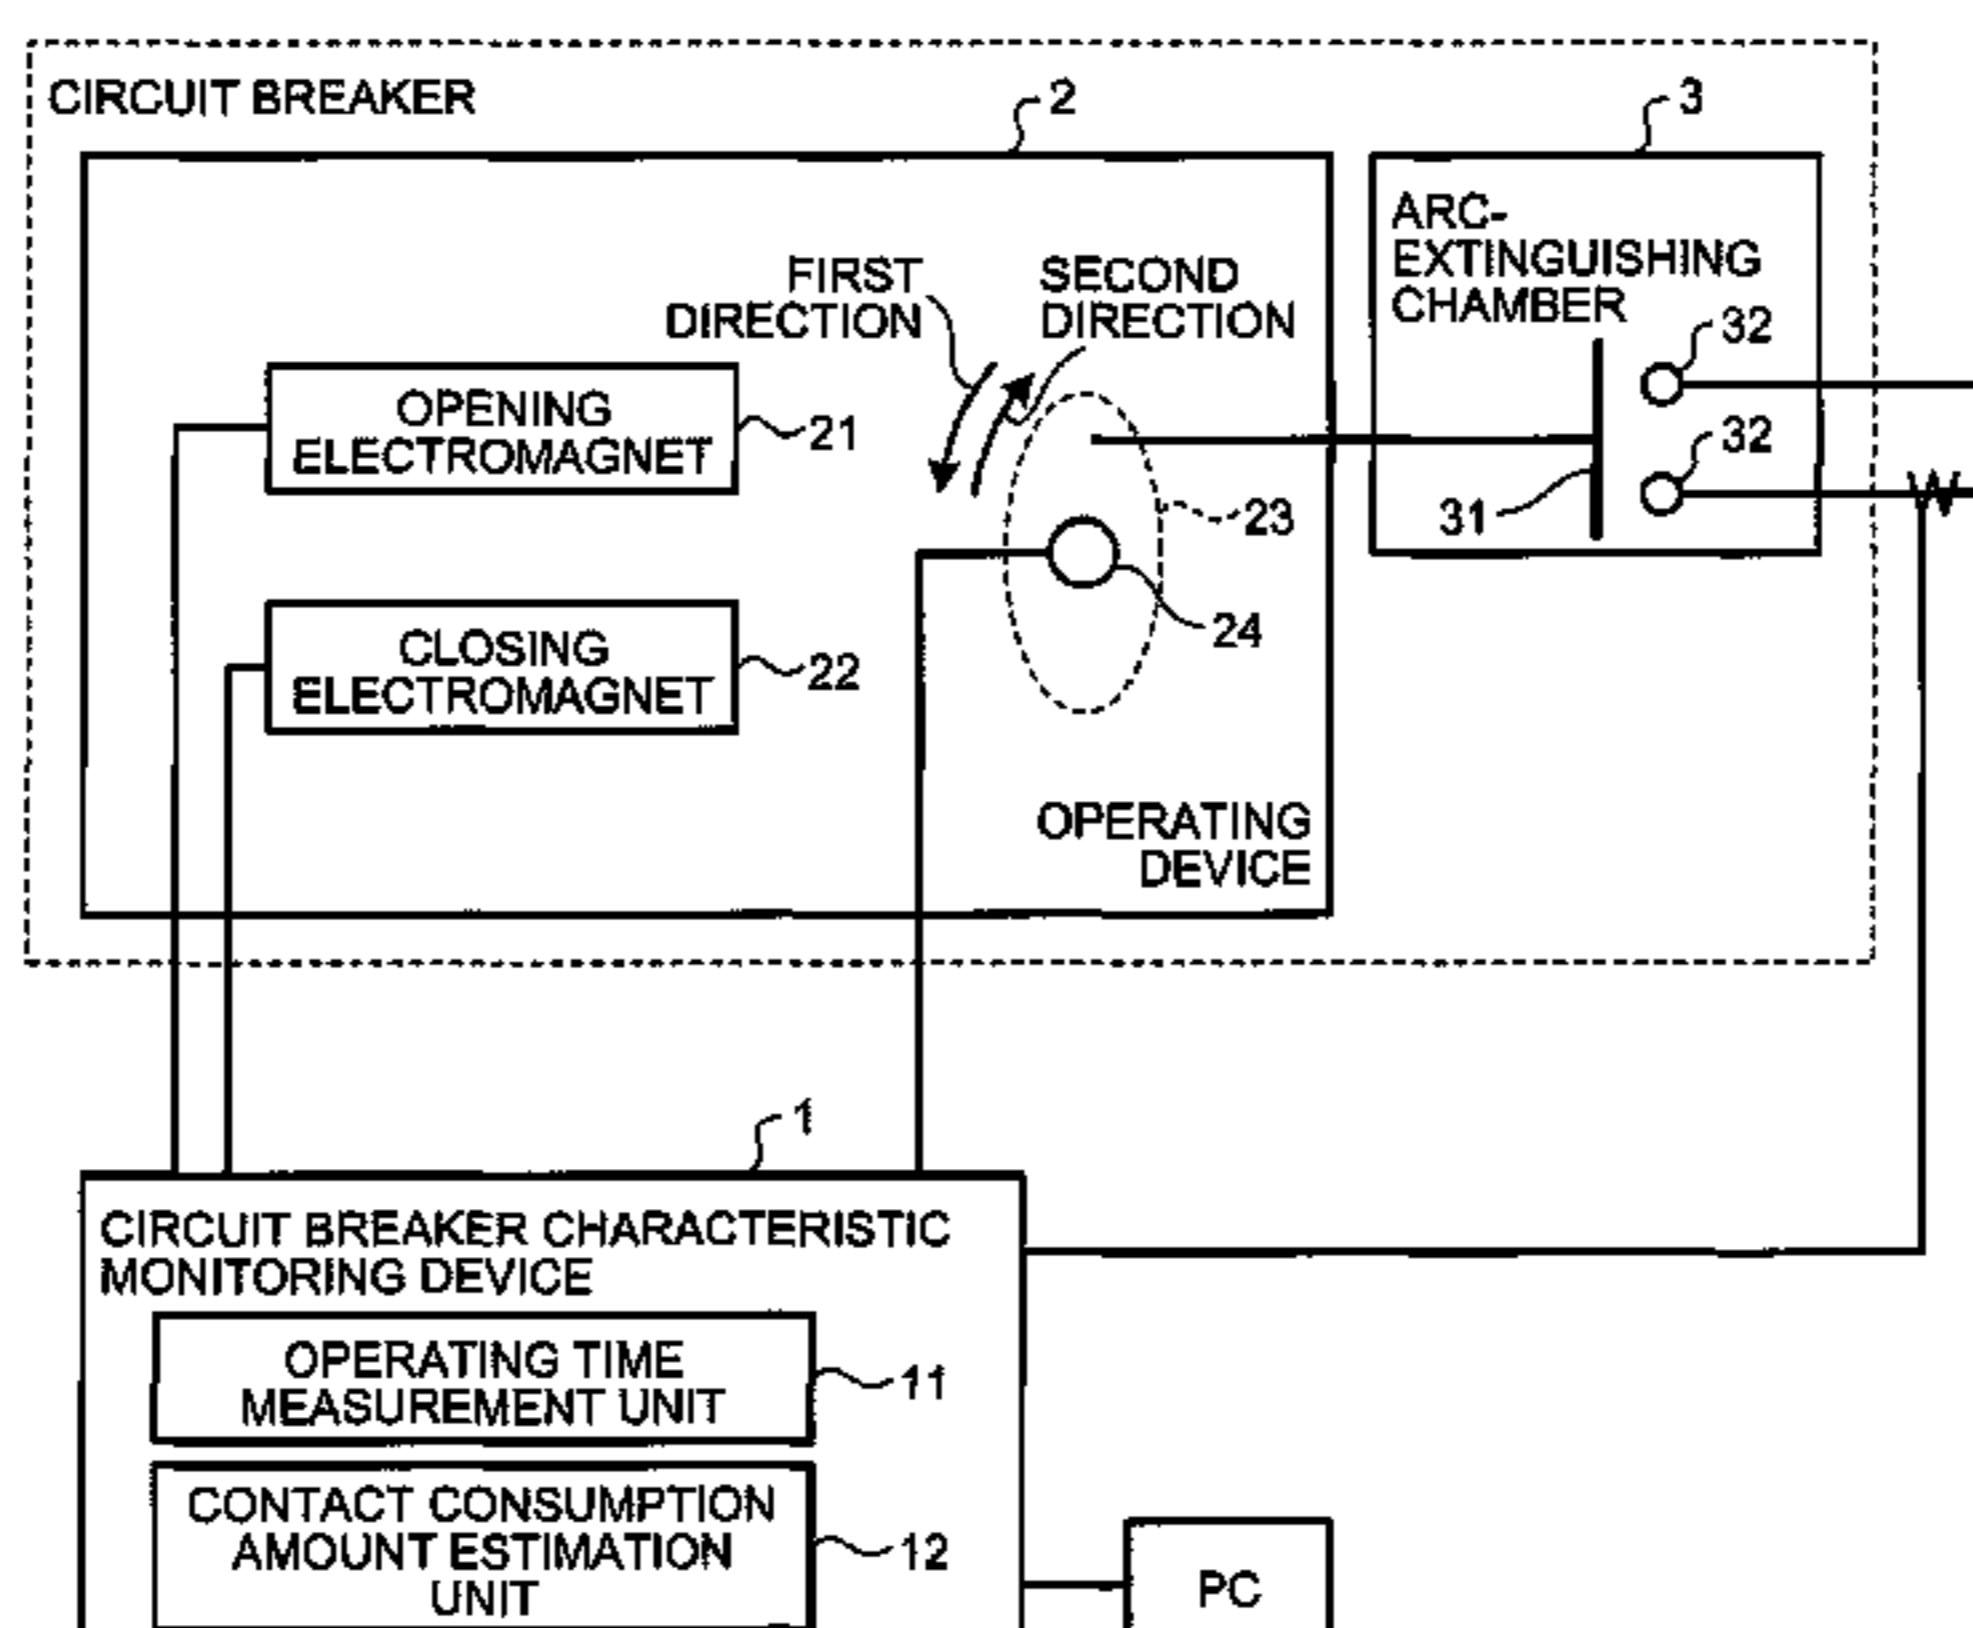 CIRCUIT BREAKER
2
3
ARC-
EXTINGUISHING
CHAMBER
FIRST
DIRECTION
SECOND
DIRECTION
32
OPENING
ELECTROMAGNET
21
32
31
23
24
CLOSING
ELECTROMAGNET
22
OPERATING
DEVICE
1
CIRCUIT BREAKER CHARACTERISTIC
MONITORING DEVICE
OPERATING TIME
MEASUREMENT UNIT
11
CONTACT CONSUMPTION
AMOUNT ESTIMATION
UNIT
12
PC